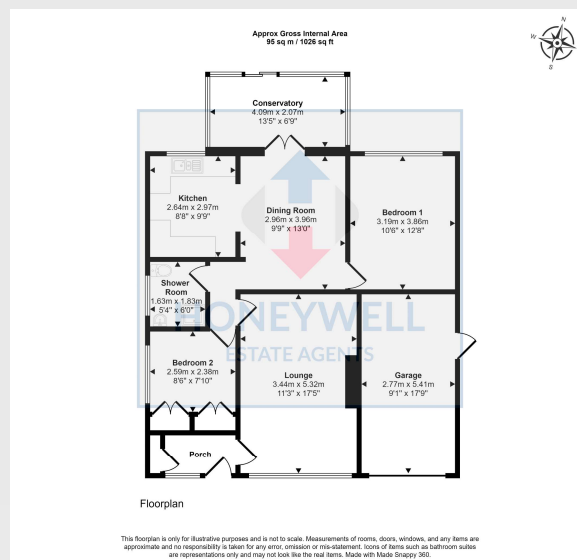 Approx Gross Internal Area
95 sq m / 1026 sq ft
N
W
S
Conservatory
4.09m x 2.07m
13'5" x 6'9"
Kitchen
2.64m x 2.97m
8'8" x 9'9"
Dining Room
2.96m x 3.96m
9'9" x 13'0"
Bedroom 1
3.19m x 3.86m
10'6" x 12'8"
Shower
Room
1.63m x 1.83m
5'4" x 6'0"
HONEYWELL
ESTATE AGENTS
Bedroom 2
2.59m x 2.38m
8'6" x 7'10"
Lounge
3.44m x 5.32m
11'3" x 17'5"
Garage
2.77m x 5.41m
9'1" x 17'9"
Porch
Floorplan
This floorplan is only for illustrative purposes and is not to scale. Measurements of rooms, doors, windows, and any items are
approximate and no responsibility is taken for any error, omission or mis-statement. Icons of items such as bathroom suites
are representations only and may not look like the real items. Made with Made Snappy 360.